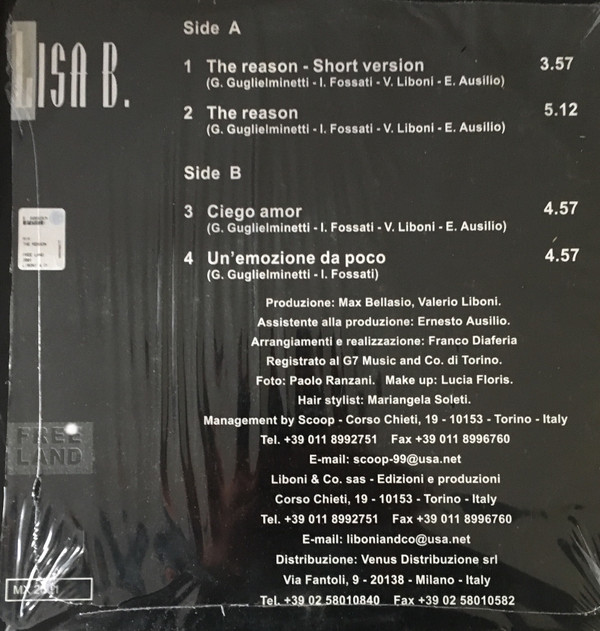 LISA B.
Side A
1 The reason - Short version 3.57
(G. Guglielminetti - I. Fossati - V. Liboni - E. Ausilio)
2 The reason 5.12
(G. Guglielminetti - I. Fossati - V. Liboni - E. Ausilio)
Side B
3 Ciego amor 4.57
(G. Guglielminetti - I. Fossati - V. Liboni - E. Ausilio)
4 Un'emozione da poco 4.57
(G. Guglielminetti - I. Fossati)
Produzione: Max Bellasio, Valerio Liboni.
Assistente alla produzione: Ernesto Ausilio.
Arrangiamenti e realizzazione: Franco Diaferia
Registrato al G7 Music and Co. di Torino.
Foto: Paolo Ranzani. Make up: Lucia Floris.
Hair stylist: Mariangela Soleti.
Management by Scoop - Corso Chieti, 19 - 10153 - Torino - Italy
Tel. +39 011 8992751 Fax +39 011 8996760
E-mail: scoop-99@usa.net
Liboni & Co. sas - Edizioni e produzioni
Corso Chieti, 19 - 10153 - Torino - Italy
Tel. +39 011 8992751 Fax +39 011 8996760
E-mail: liboniandco@usa.net
Distribuzione: Venus Distribuzione srl
Via Fantoli, 9 - 20138 - Milano - Italy
Tel. +39 02 58010840 Fax +39 02 58010582
THE REASON
FREE LAND
FREE
LAND
MX